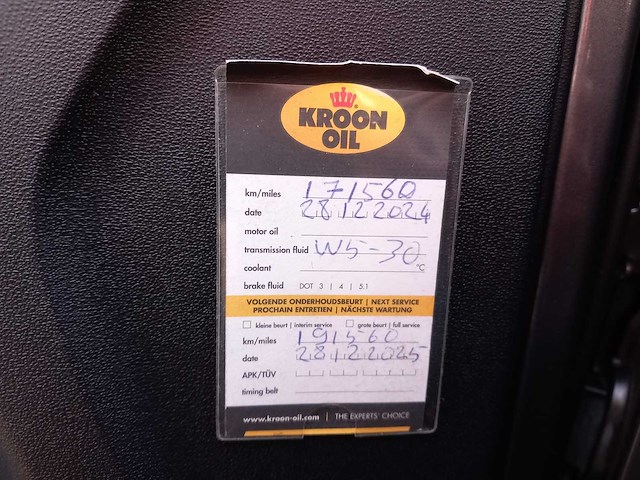 KROON
OIL
km/miles 171560
date 28 12 2024
motor oil
transmission fluid W5-30
coolant °C
brake fluid DOT 3 | 4 | 5.1
VOLGENDE ONDERHOUDSBEURT | NEXT SERVICE
PROCHAIN ENTRETIEN | NÄCHSTE WARTUNG
kleine beurt | interim service grote beurt | full service
km/miles 191560
date 28 12 2025
APK/TÜV
timing belt
www.kroon-oil.com | THE EXPERTS' CHOICE